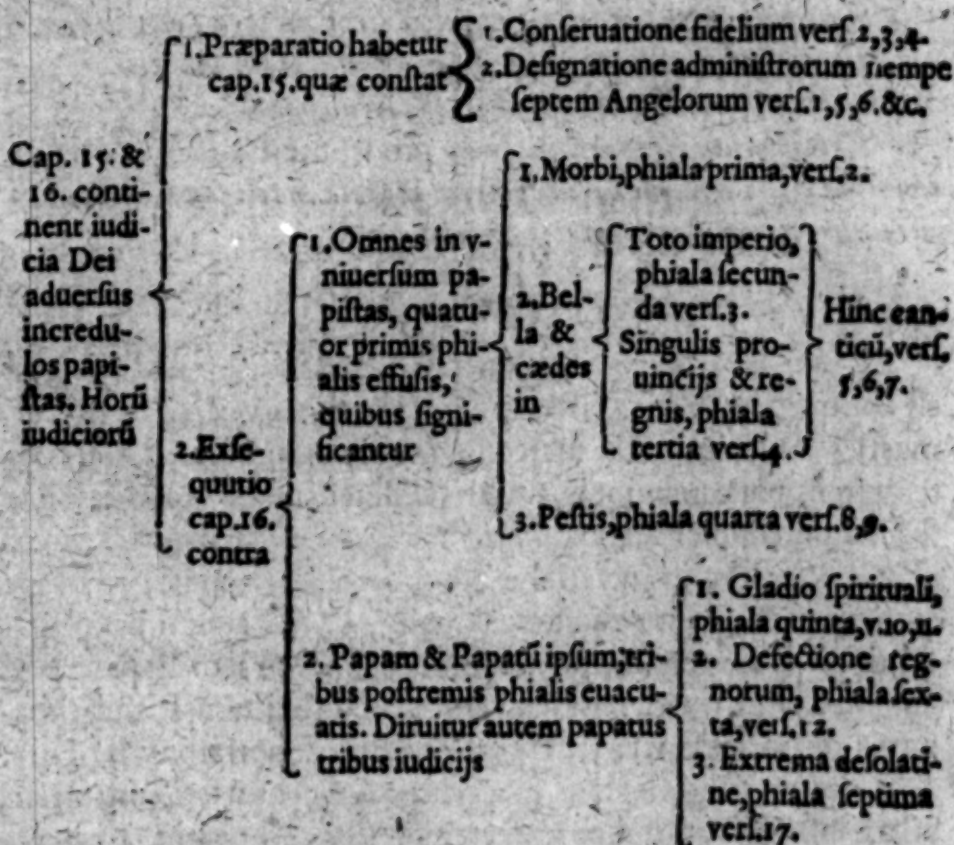 Cap. 15. &
16. conti-
nent iudi-
cia Dei
aduerſus
incredu-
los papi-
ſtas. Horũ
iudiciorũ
1. Præparatio habetur
cap. 15. quæ conſtat
1. Conſeruatione fidelium verſ. 2,3,4.
2. Deſignatione adminiſtrorum nempe
ſeptem Angelorum verſ. 1,5,6. &c.
2. Exſe-
quutio
cap. 16.
contra
1. Omnes in v-
niuerſum pa-
piſtas, quatu-
or primis phi-
alis effuſis,
quibus ſigni-
ficantur
1. Morbi, phiala prima, verſ. 2.
2. Bel-
la &
cædes
in
Toto imperio,
phiala ſecun-
da verſ. 3.
Singulis pro-
uincijs & re-
gnis, phiala
tertia verſ. 4.
Hinc can-
ticũ, verſ.
5,6,7.
3. Peſtis, phiala quarta verſ. 8,9.
2. Papam & Papatũ ipſum, tri-
bus poſtremis phialis euacu-
atis. Diruitur autem papatus
tribus iudicijs
1. Gladio ſpirituali,
phiala quinta, v. 10, 11.
2. Defectione reg-
norum, phiala ſex-
ta, verſ. 12.
3. Extrema deſolati-
ne, phiala ſeptima
verſ. 17.